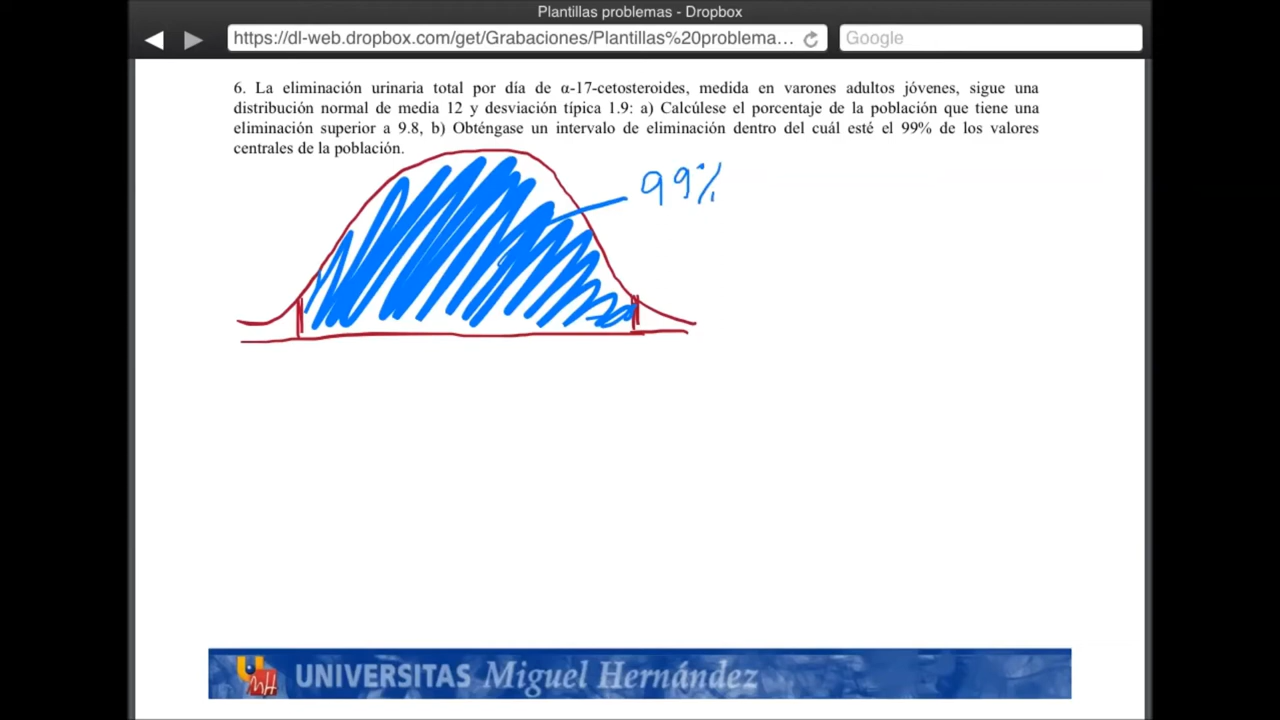 Plantillas problemas - Dropbox
https://dl-web.dropbox.com/get/Grabaciones/Plantillas%20problema...
Google
6. La eliminación urinaria total por día de α-17-cetosteroides, medida en varones adultos jóvenes, sigue una
distribución normal de media 12 y desviación típica 1.9: a) Calcúlese el porcentaje de la población que tiene una
eliminación superior a 9.8, b) Obténgase un intervalo de eliminación dentro del cuál esté el 99% de los valores
centrales de la población.
99%
UNIVERSITAS Miguel Hernández